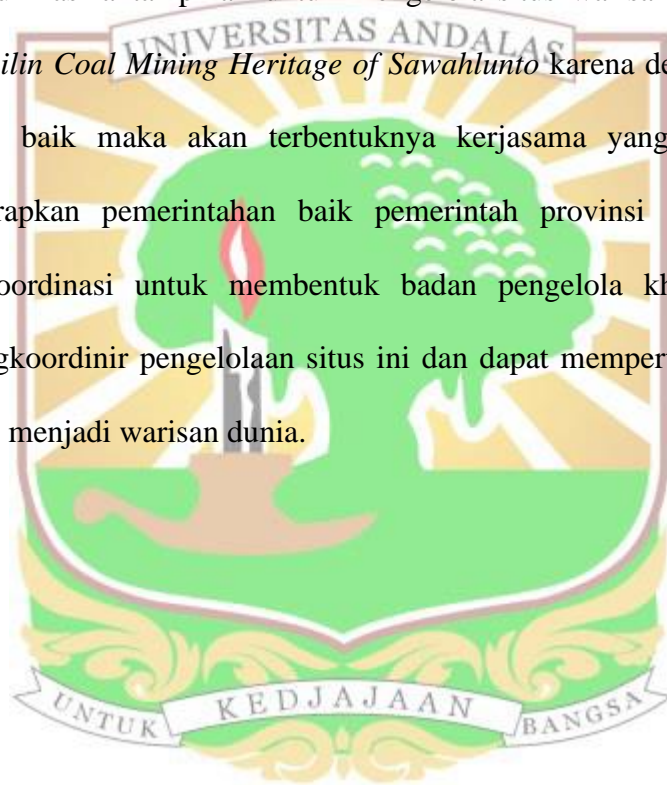 UNIVERSITAS ANDALAS
ilin Coal Mining Heritage of Sawahlunto karena de
baik maka akan terbentuknya kerjasama yang
rapkan pemerintahan baik pemerintah provinsi
oordinasi untuk membentuk badan pengelola kh
gkoordinir pengelolaan situs ini dan dapat memper
menjadi warisan dunia.
UNTUK KEDJAJAAN BANGSA